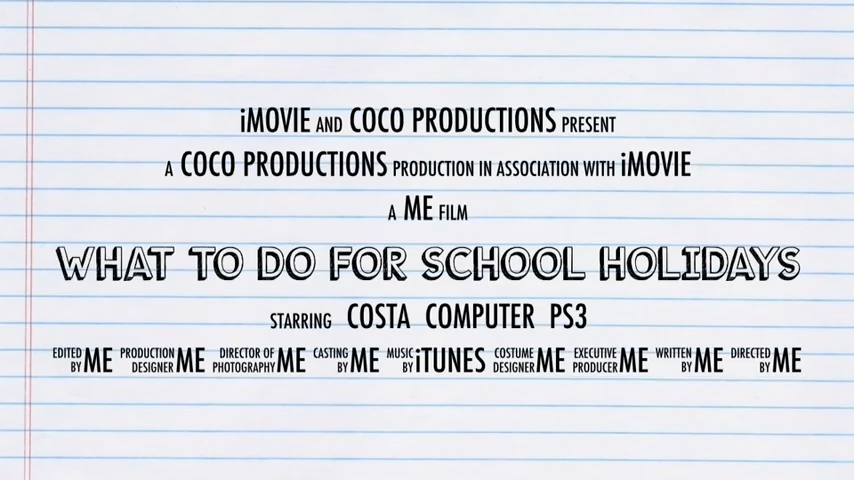 iMOVIE AND COCO PRODUCTIONS PRESENT
A COCO PRODUCTIONS PRODUCTION IN ASSOCIATION WITH iMOVIE
A ME FILM
WHAT TO DO FOR SCHOOL HOLIDAYS
STARRING COSTA COMPUTER PS3
EDITED BY ME PRODUCTION DESIGNER ME DIRECTOR OF PHOTOGRAPHY ME CASTING BY ME MUSIC BY iTUNES COSTUME DESIGNER ME EXECUTIVE PRODUCER ME WRITTEN BY ME DIRECTED BY ME